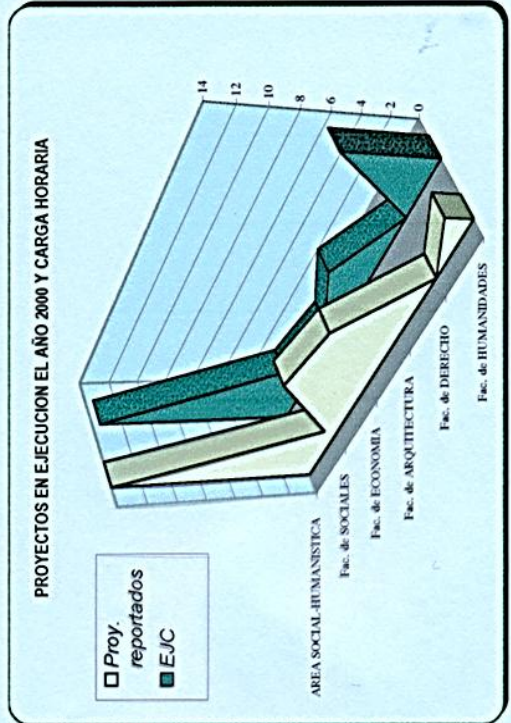 PROYECTOS EN EJECUCION EL AÑO 2000 Y CARGA HORARIA
Proy.
reportados
EJC
14
12
10
8
6
4
2
0
AREA SOCIAL-HUMANISTICA
Fac. de SOCIALES
Fac. de ECONOMIA
Fac. de ARQUITECTURA
Fac. de DERECHO
Fac. de HUMANIDADES